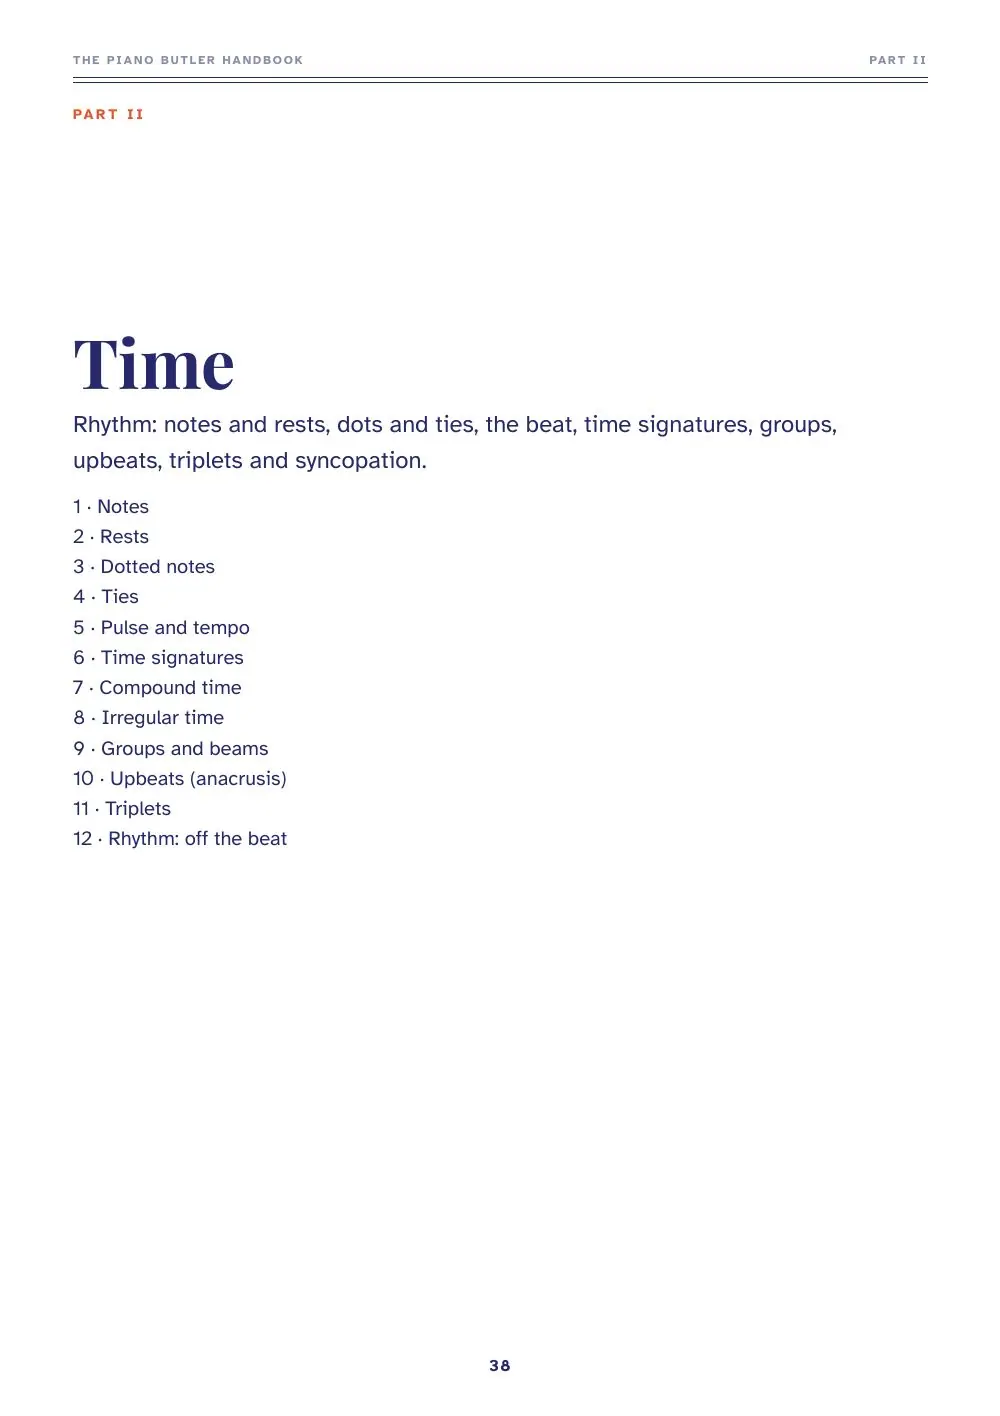 THE PIANO BUTLER HANDBOOK
PART II
PART II
Time
Rhythm: notes and rests, dots and ties, the beat, time signatures, groups,
upbeats, triplets and syncopation.
1 · Notes
2 · Rests
3 · Dotted notes
4 · Ties
5 · Pulse and tempo
6 · Time signatures
7 · Compound time
8 · Irregular time
9 · Groups and beams
10 · Upbeats (anacrusis)
11 · Triplets
12 · Rhythm: off the beat
38